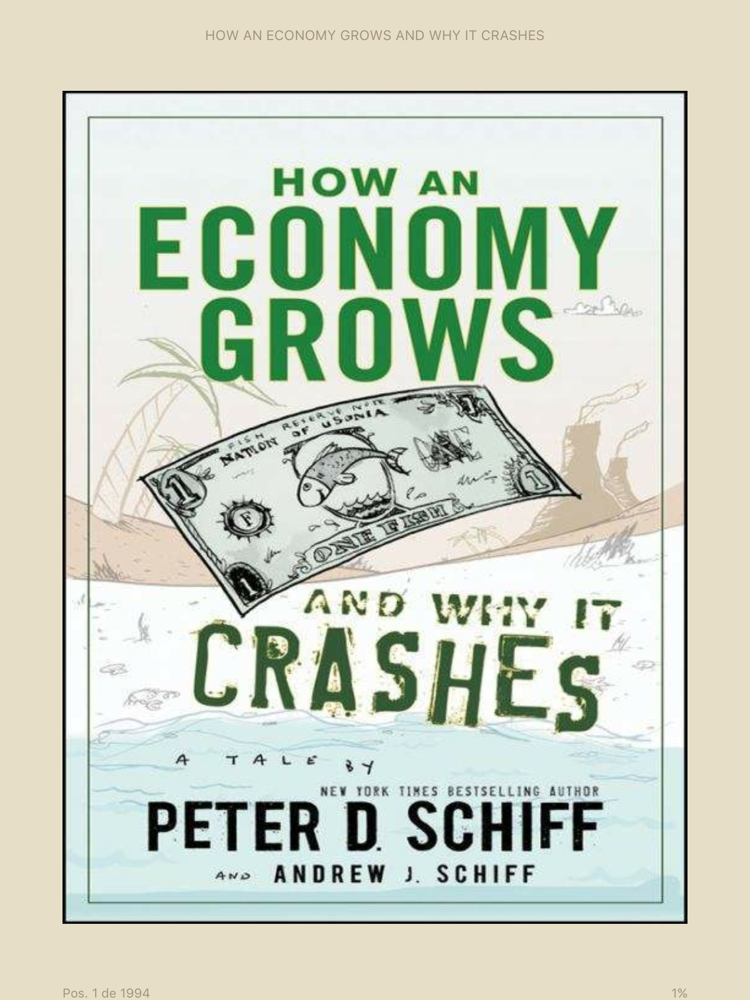 HOW AN ECONOMY GROWS AND WHY IT CRASHES
HOW AN
ECONOMY
GROWS
FISH RESERVE NOTE
NATION OF USONIA
1
1
ONE
F
1
ONE FISH
1
AND WHY IT
CRASHES
A TALE BY
NEW YORK TIMES BESTSELLING AUTHOR
PETER D. SCHIFF
AND ANDREW J. SCHIFF
Pos. 1 de 1994
1%